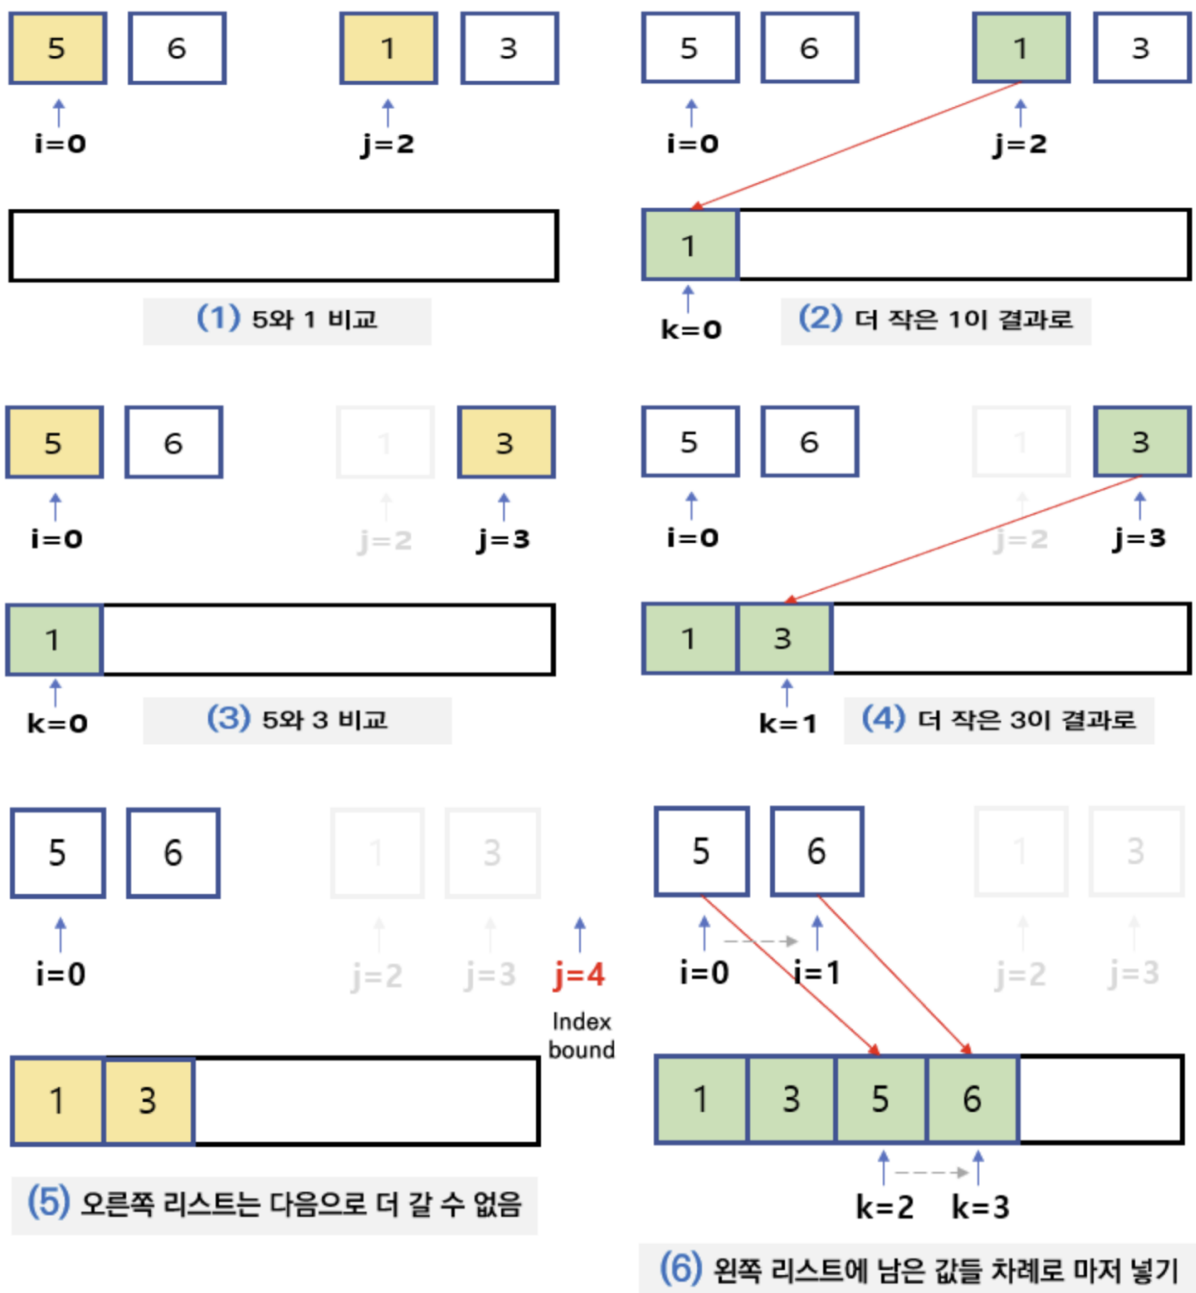 5 6 1 3
i=0 j=2
(1) 5와 1 비교
5 6 1 3
i=0 j=2
1
k=0
(2) 더 작은 1이 결과로
5 6 1 3
i=0 j=2 j=3
1
k=0
(3) 5와 3 비교
5 6 1 3
i=0 j=2 j=3
1 3
k=1
(4) 더 작은 3이 결과로
5 6 1 3
i=0 j=2 j=3 j=4
Index
bound
1 3
(5) 오른쪽 리스트는 다음으로 더 갈 수 없음
5 6 1 3
i=0 i=1 j=2 j=3
1 3 5 6
k=2 k=3
(6) 왼쪽 리스트에 남은 값들 차례로 마저 넣기